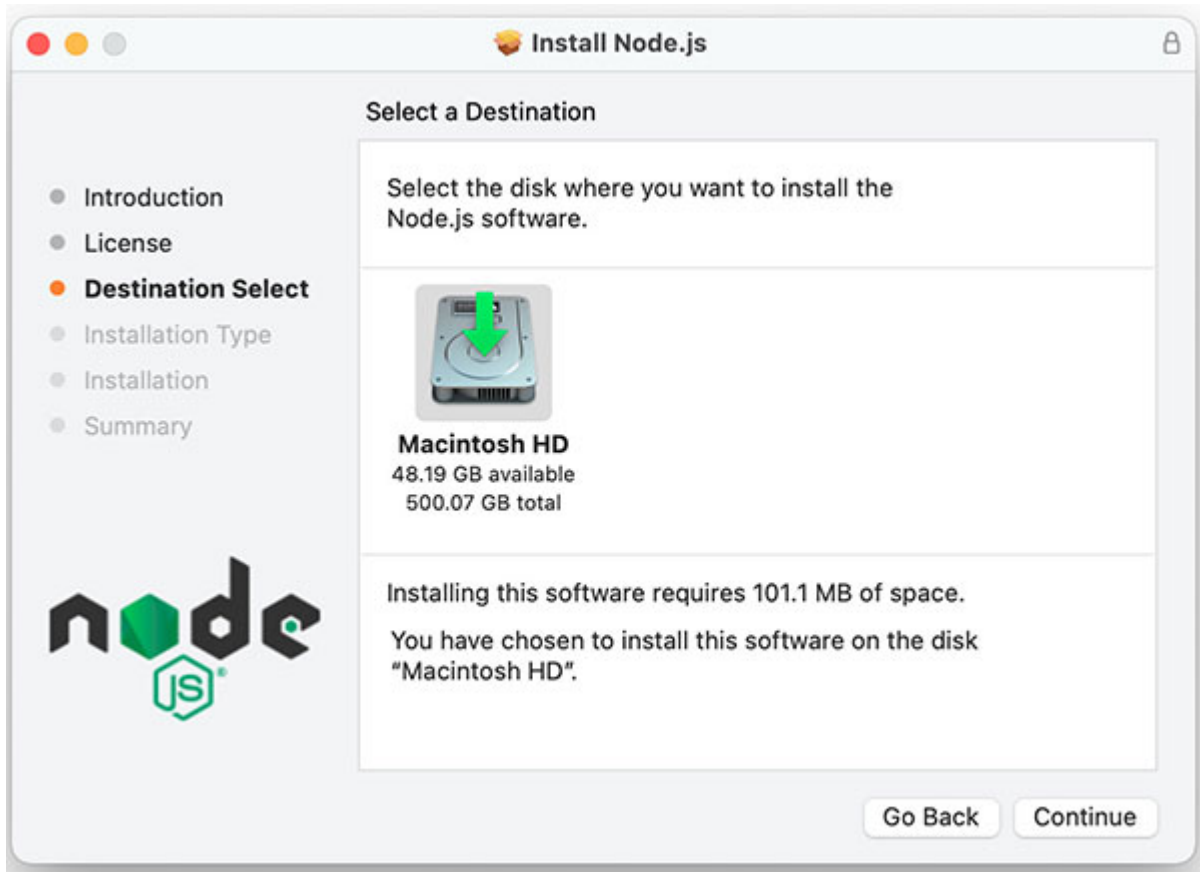 Install Node.js
Select a Destination
Introduction
License
Destination Select
Installation Type
Installation
Summary
Select the disk where you want to install the
Node.js software.
Macintosh HD
48.19 GB available
500.07 GB total
Installing this software requires 101.1 MB of space.
You have chosen to install this software on the disk
“Macintosh HD”.
node
JS®
Go Back
Continue